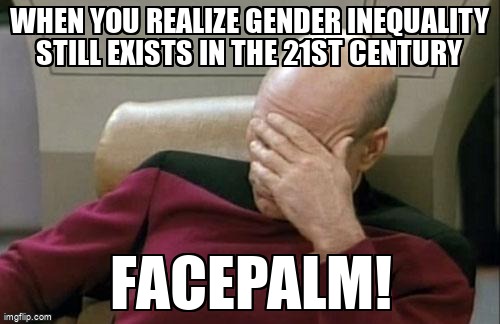 WHEN YOU REALIZE GENDER INEQUALITY
STILL EXISTS IN THE 21ST CENTURY
FACEPALM!
imgflip.com